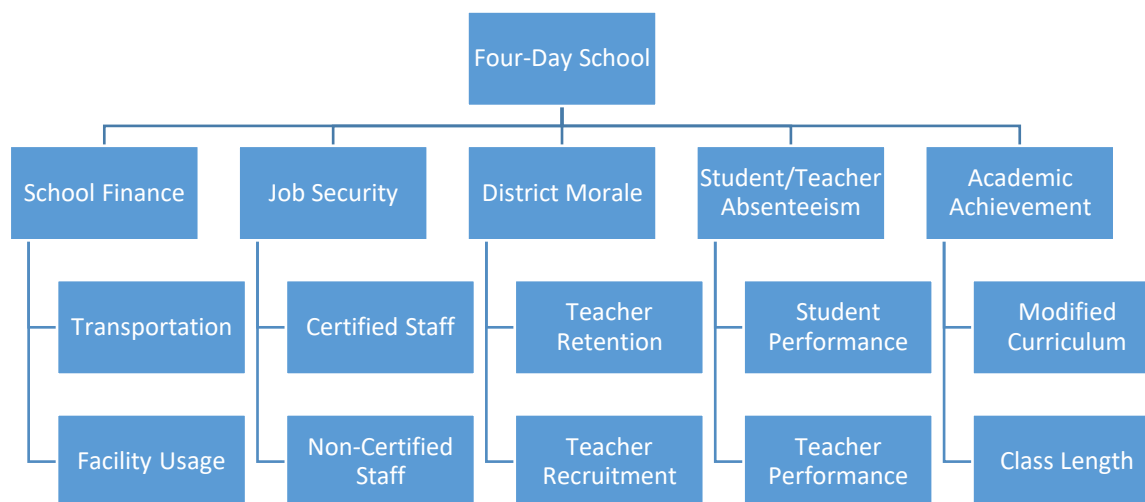 Four-Day School
School Finance
Job Security
District Morale
Student/Teacher
Absenteeism
Academic
Achievement
Transportation
Certified Staff
Teacher
Retention
Student
Performance
Modified
Curriculum
Facility Usage
Non-Certified
Staff
Teacher
Recruitment
Teacher
Performance
Class Length